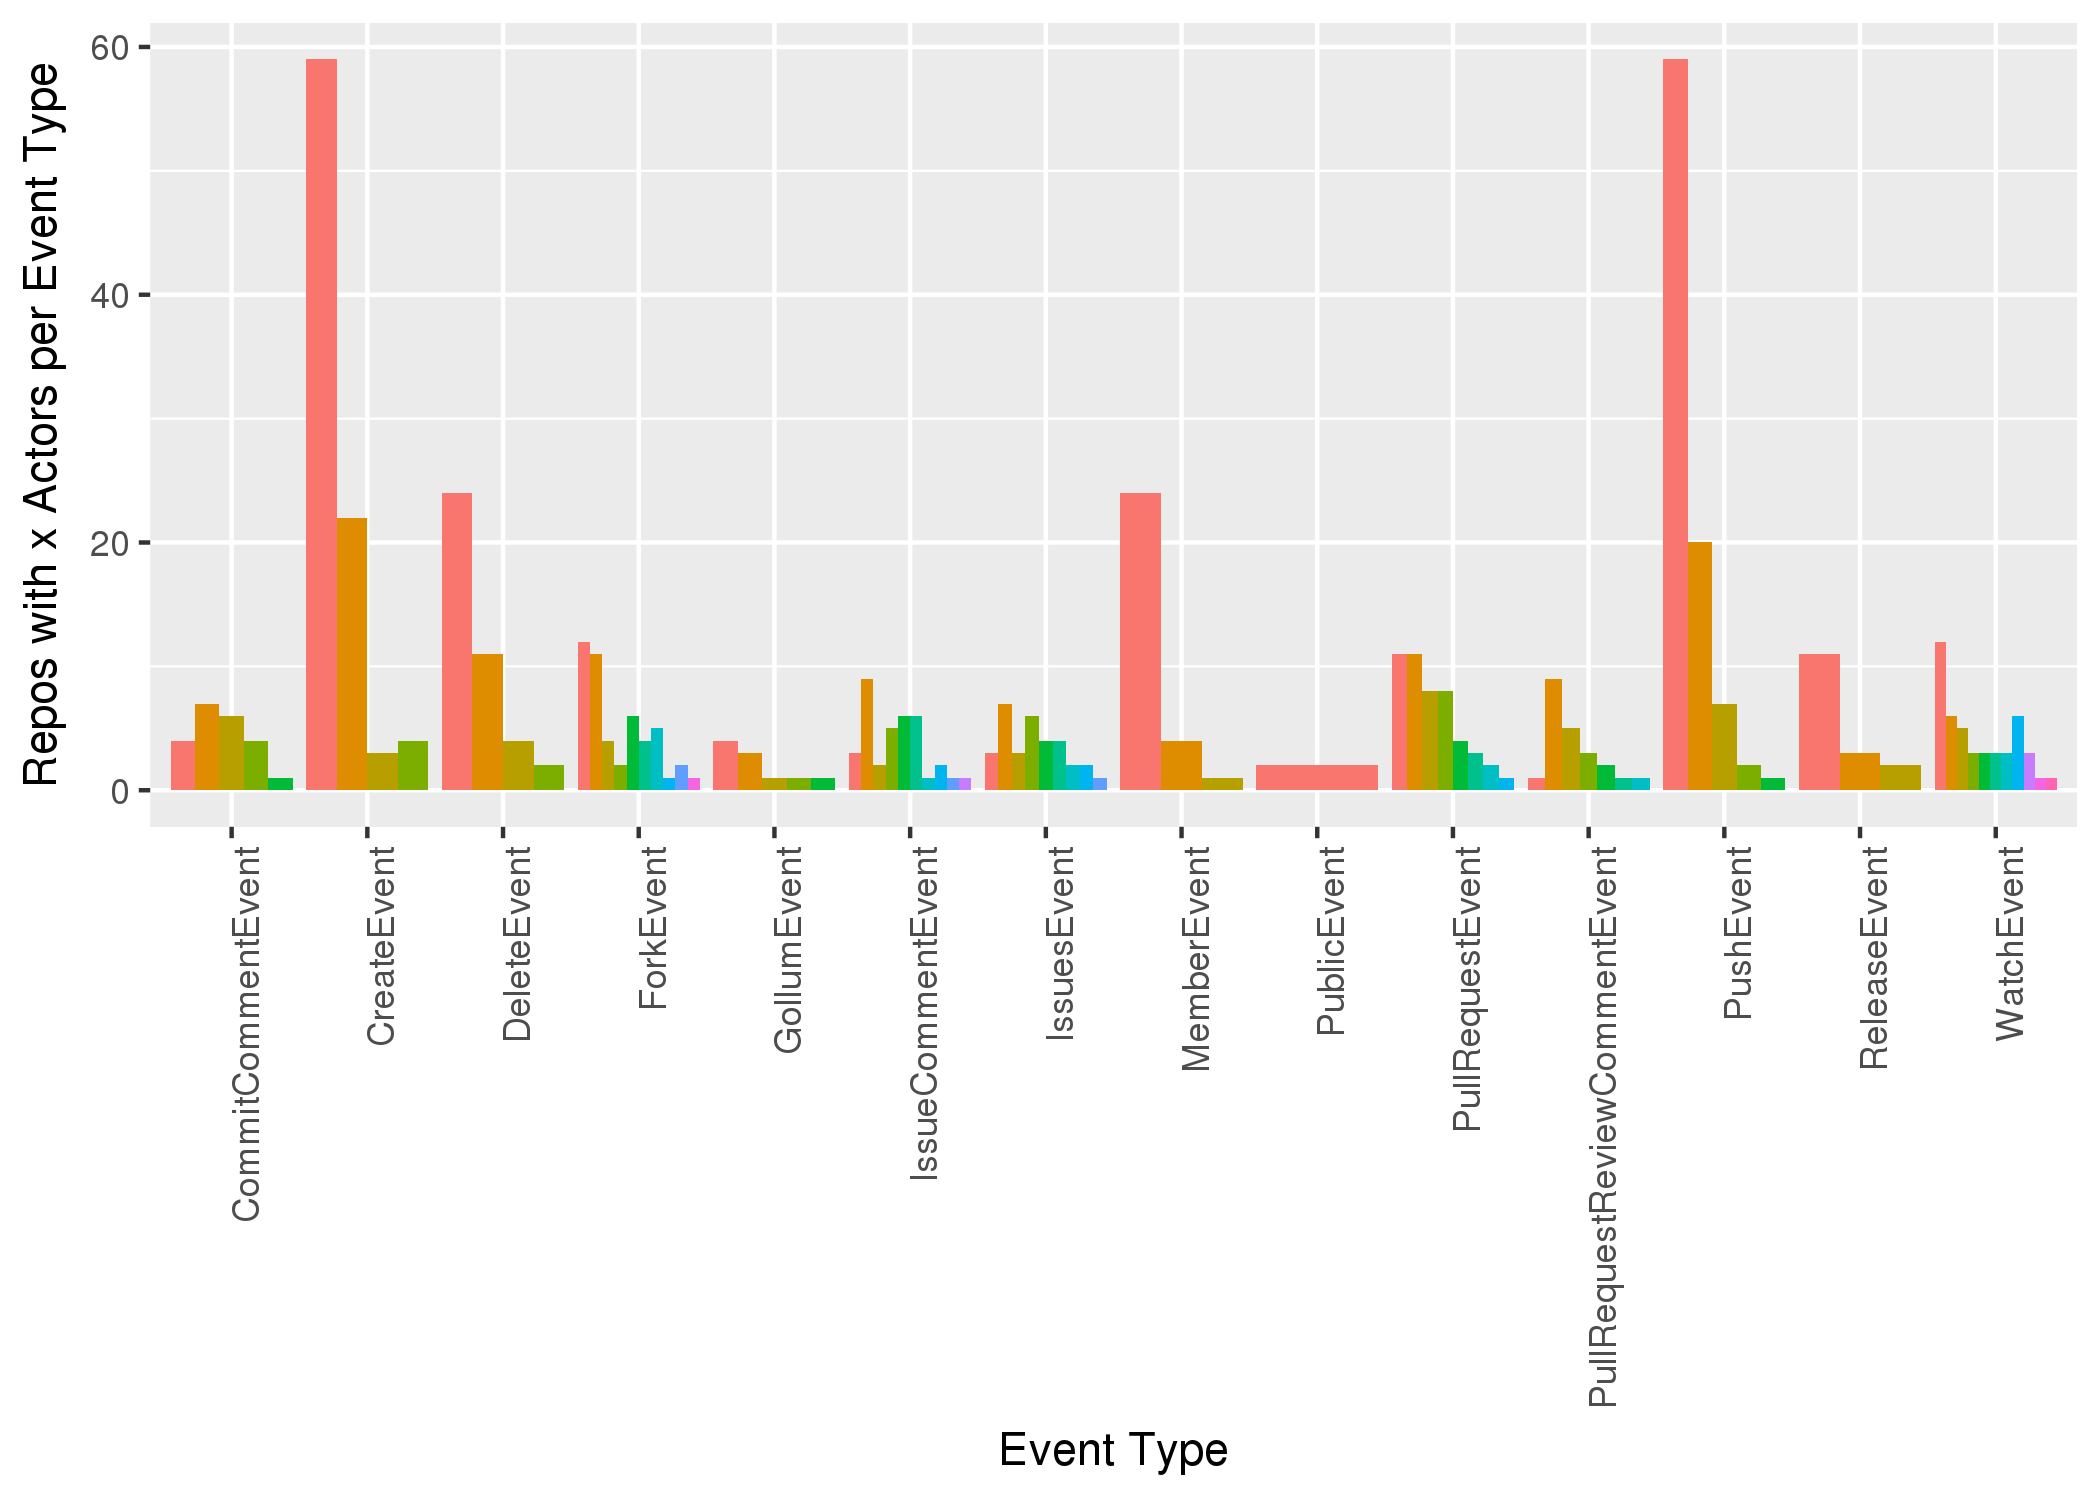 Repos with x Actors per Event Type
60
40
20
0
CommitCommentEvent
CreateEvent
DeleteEvent
ForkEvent
GollumEvent
IssueCommentEvent
IssuesEvent
MemberEvent
PublicEvent
PullRequestEvent
PullRequestReviewCommentEvent
PushEvent
ReleaseEvent
WatchEvent
Event Type